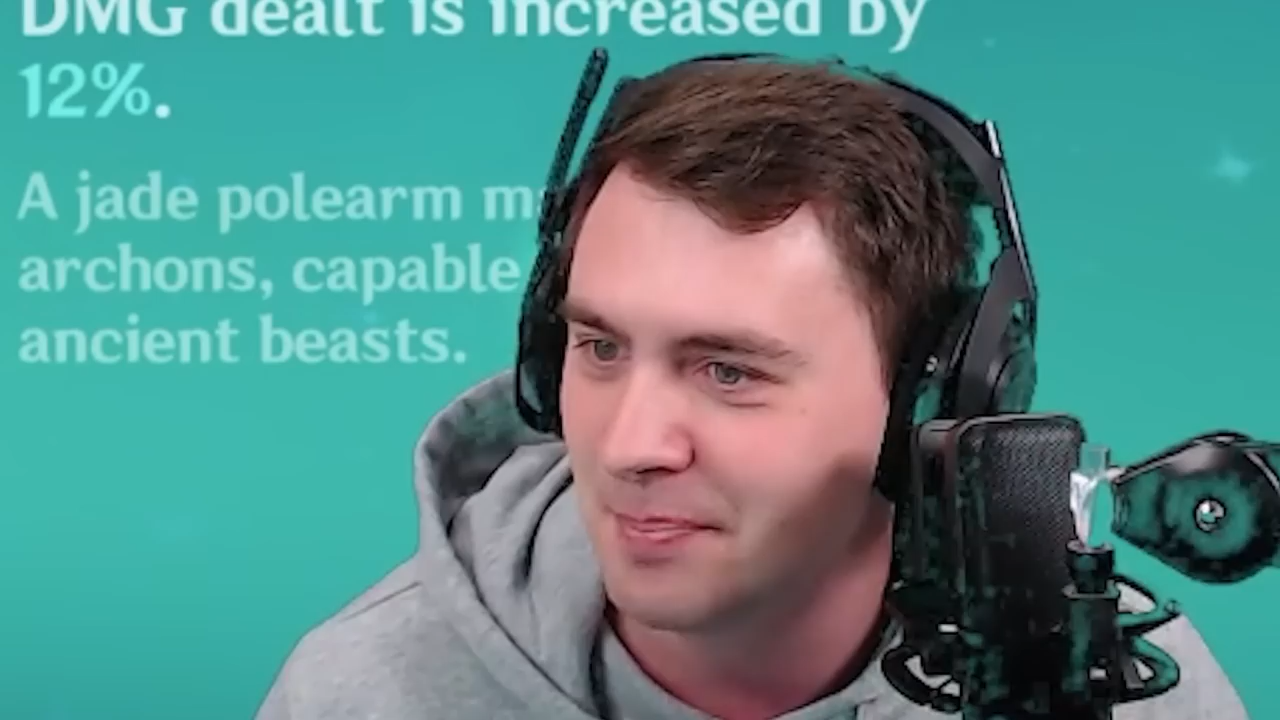 DMG dealt is increased by
12%.
A jade polearm
archons, capable
ancient beasts.